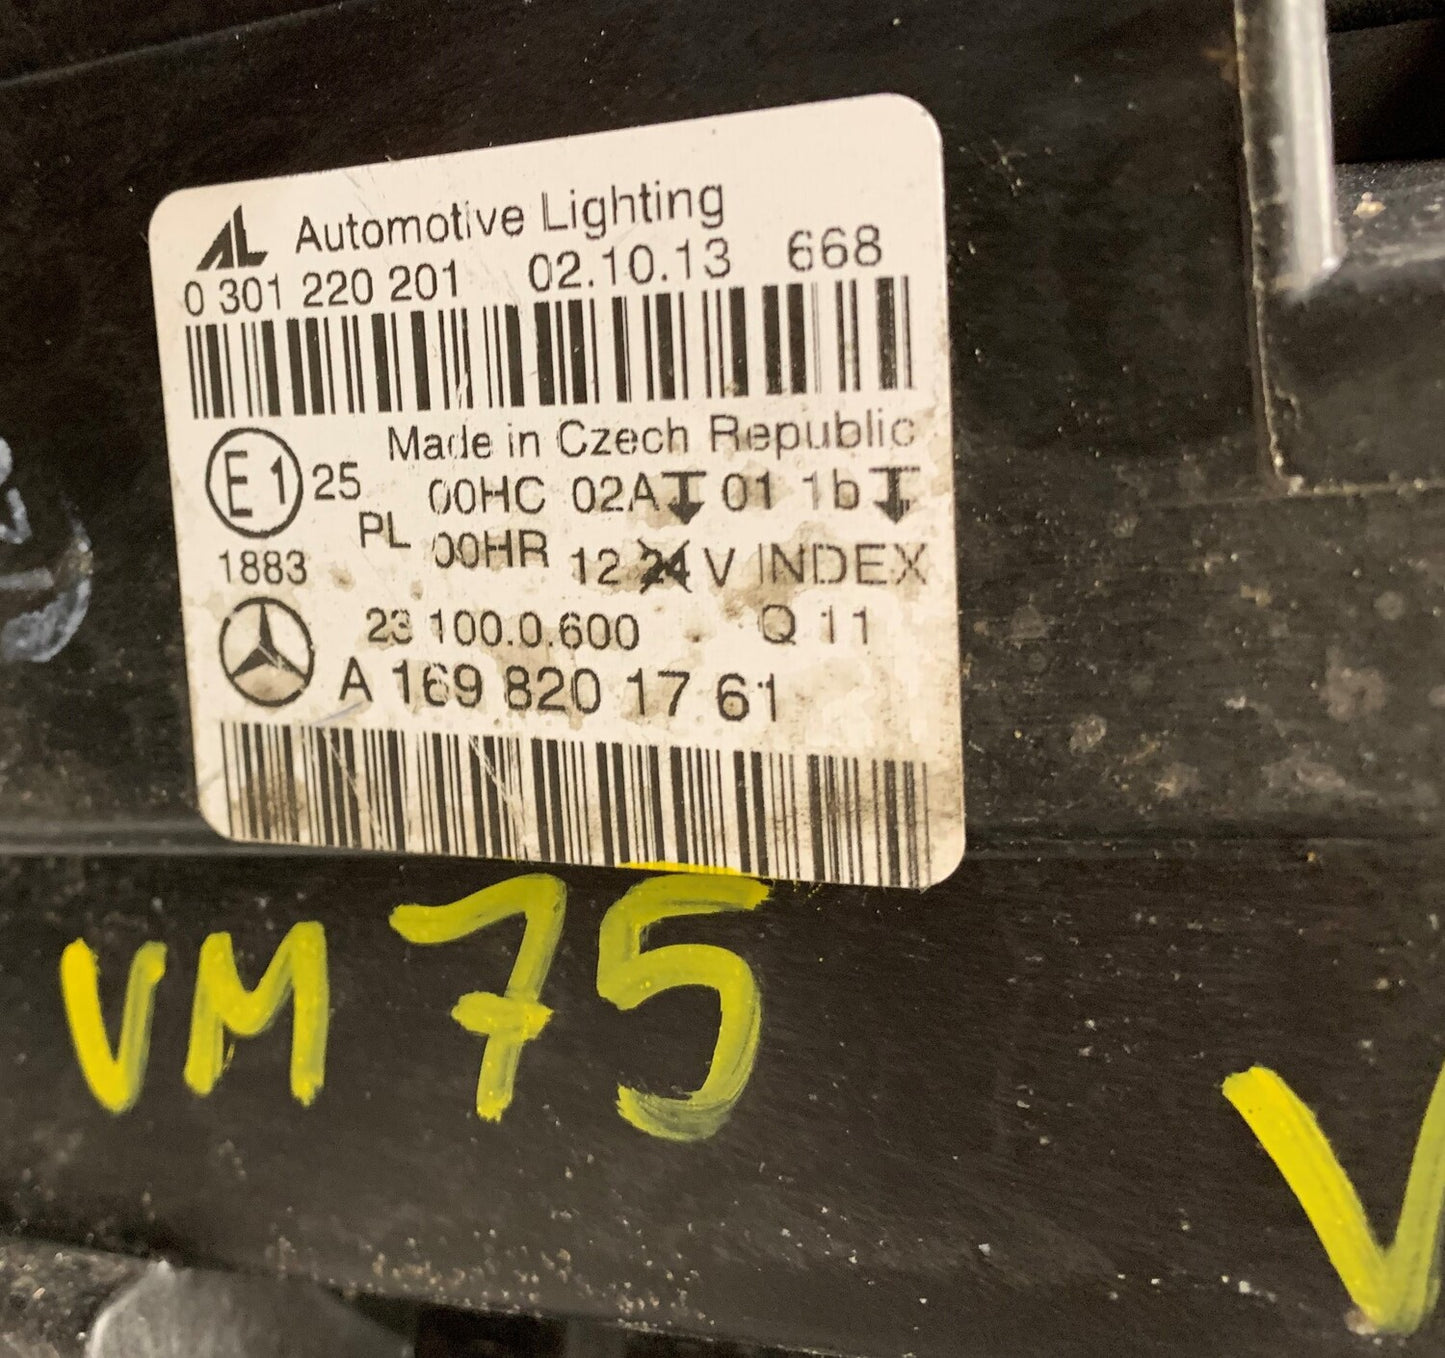 AL Automotive Lighting
0 301 220 201 02.10.13 668
Made in Czech Republic
E1 25 00HC 02A 01 1b
PL 00HR 12 24 V INDEX
1883
23 100.0.600 Q 11
A 169 820 17 61
VM 75
V